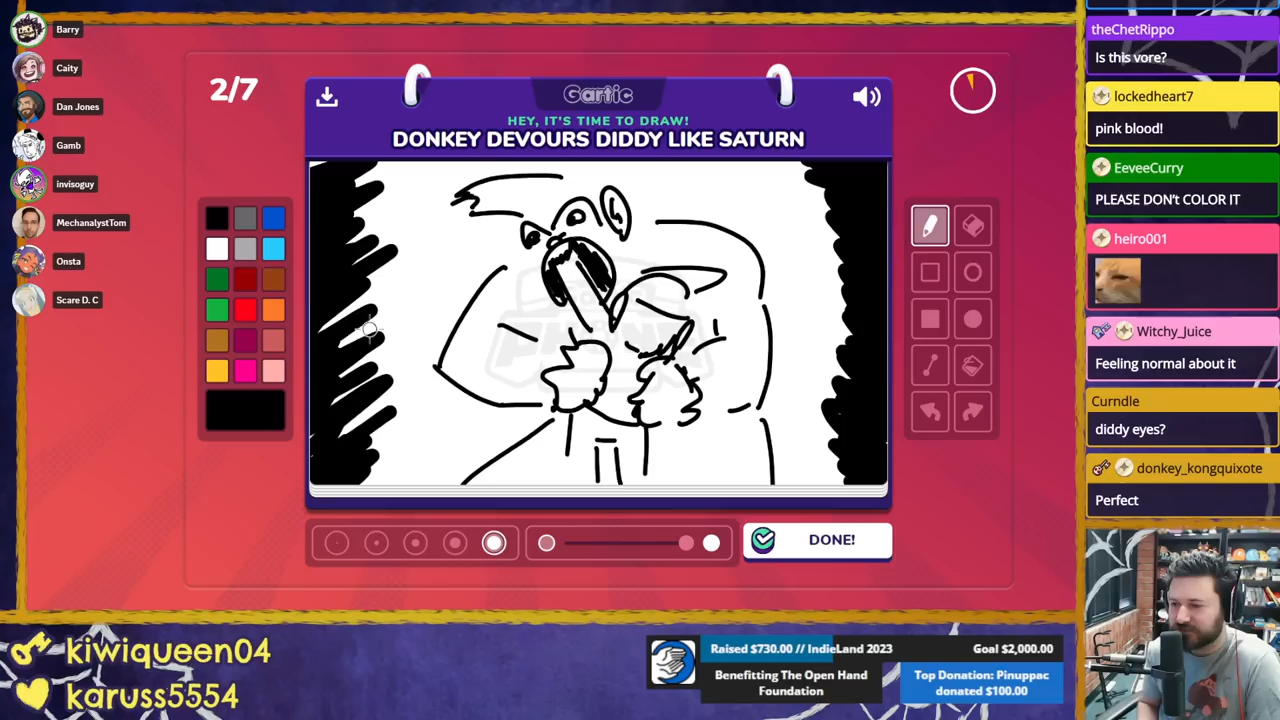 Barry
Caity
Dan Jones
Gamb
invisoguy
MechanalystTom
Onsta
Scare D. C
2/7
Gartic
HEY, IT'S TIME TO DRAW!
DONKEY DEVOURS DIDDY LIKE SATURN
DONE!
theChetRippo
Is this vore?
lockedheart7
pink blood!
EeveeCurry
PLEASE DON't COLOR IT
heiro001
Witchy_Juice
Feeling normal about it
Curndle
diddy eyes?
donkey_kongquixote
Perfect
kiwiqueen04
karuss5554
Raised $730.00 // IndieLand 2023
Goal $2,000.00
Benefitting The Open Hand
Foundation
Top Donation: Pinuppac
donated $100.00